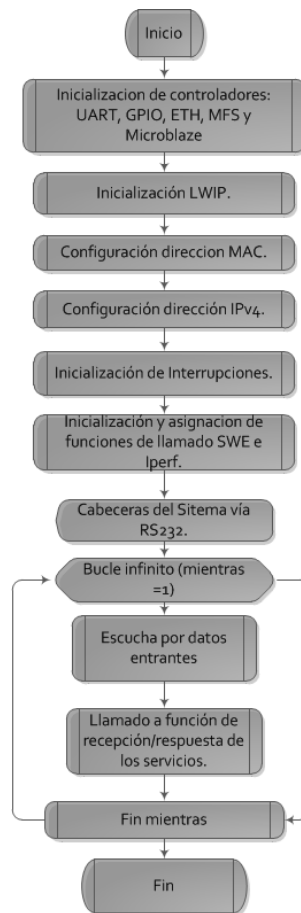 Inicio
Inicializacion de controladores:
UART, GPIO, ETH, MFS y
Microblaze
Inicialización LWIP.
Configuración direccion MAC.
Configuración dirección IPv4.
Inicialización de Interrupciones.
Inicialización y asignacion de
funciones de llamado SWE e
Iperf.
Cabeceras del Sitema vía
RS232.
Bucle infinito (mientras
=1)
Escucha por datos
entrantes
Llamado a función de
recepción/respuesta de
los servicios.
Fin mientras
Fin